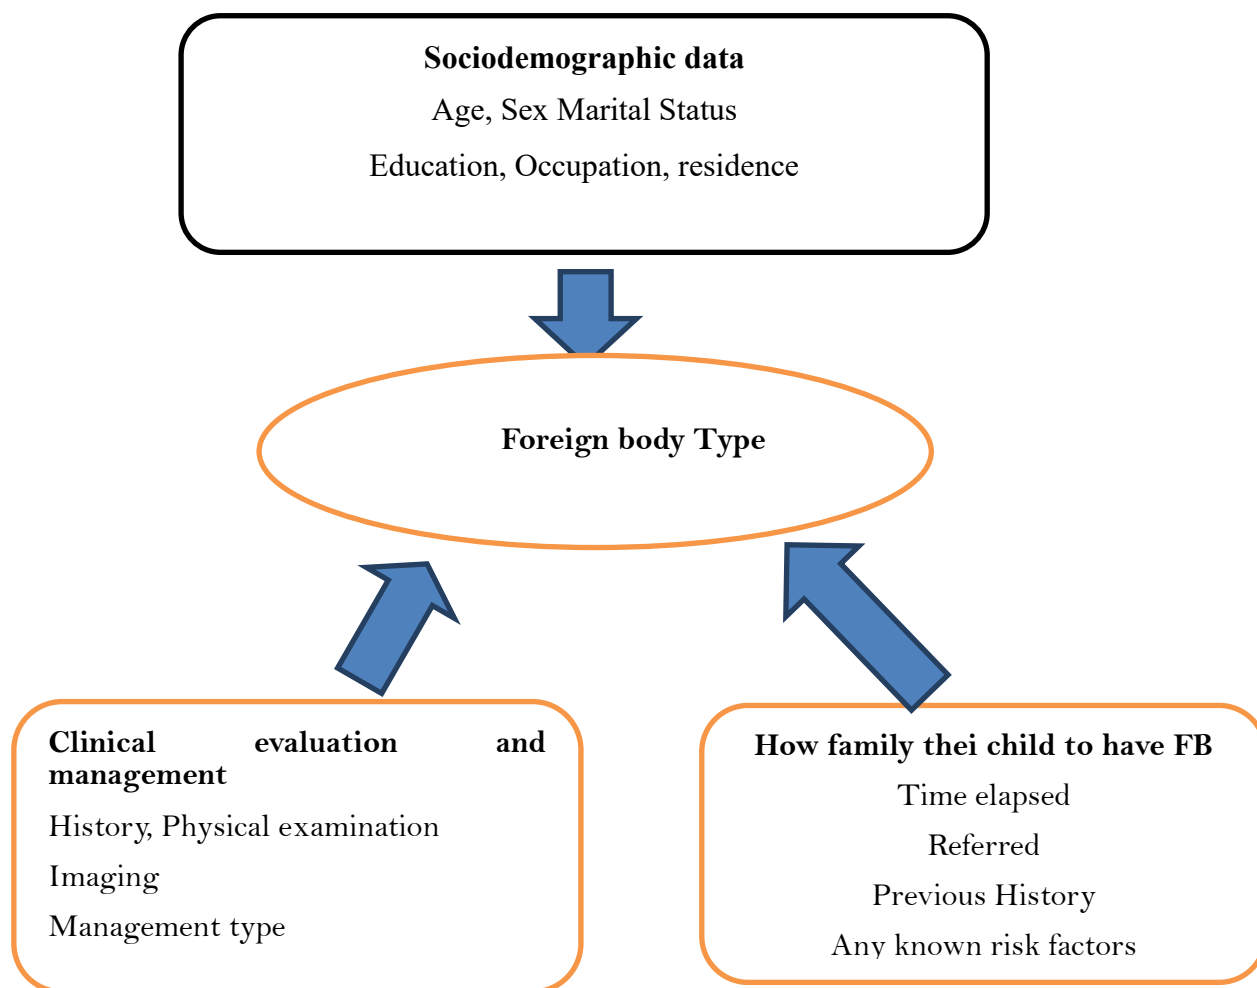 Sociodemographic data
Age, Sex Marital Status
Education, Occupation, residence
Foreign body Type
Clinical evaluation and
management
History, Physical examination
Imaging
Management type
How family thei child to have FB
Time elapsed
Referred
Previous History
Any known risk factors